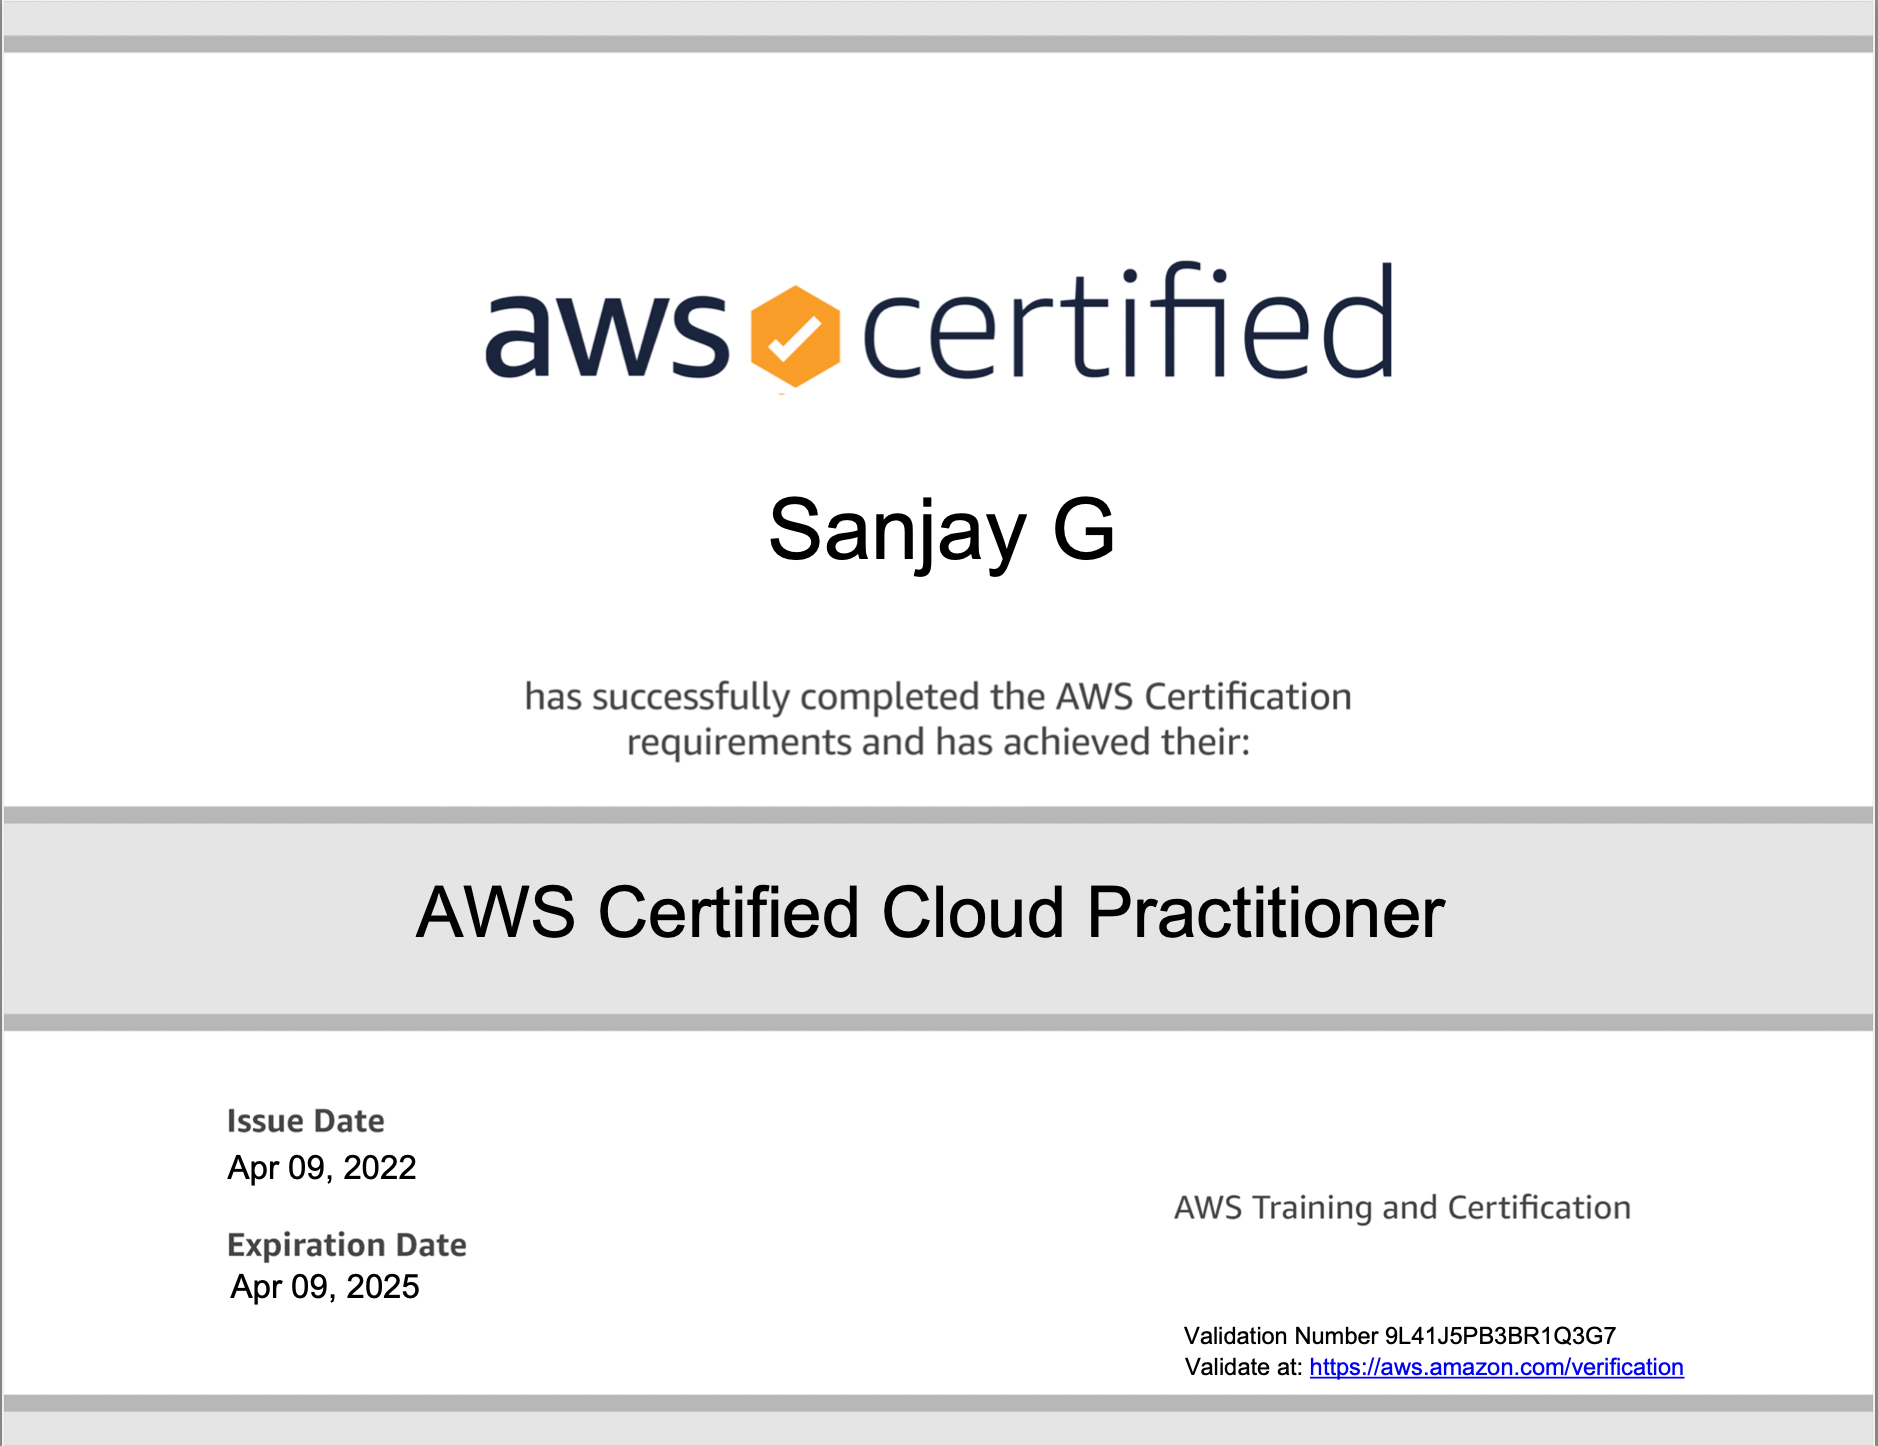 aws certified
Sanjay G
has successfully completed the AWS Certification
requirements and has achieved their:
AWS Certified Cloud Practitioner
Issue Date
Apr 09, 2022
Expiration Date
Apr 09, 2025
AWS Training and Certification
Validation Number 9L41J5PB3BR1Q3G7
Validate at: https://aws.amazon.com/verification